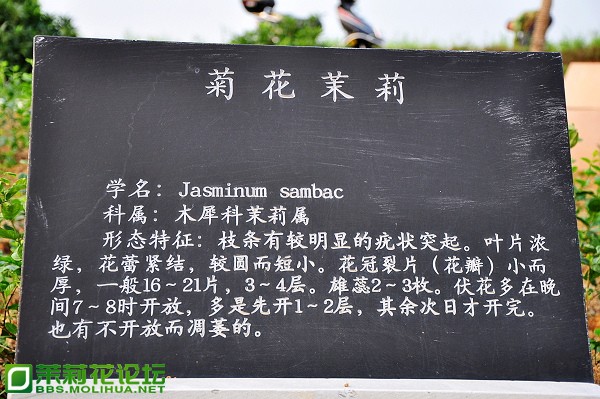 菊花茉莉
学名：Jasminum sambac
科属：木犀科茉莉属
形态特征：枝条有较明显的疣状突起。叶片浓
绿，花蕾紧结，较圆而短小。花冠裂片（花瓣）小而
厚，一般16～21片，3～4层。雄蕊2～3枚。伏花多在晚
间7～8时开放，多是先开1～2层，其余次日才开完。
也有不开放而凋萎的。
茉莉花论坛
BBS.MOLIHUA.NET